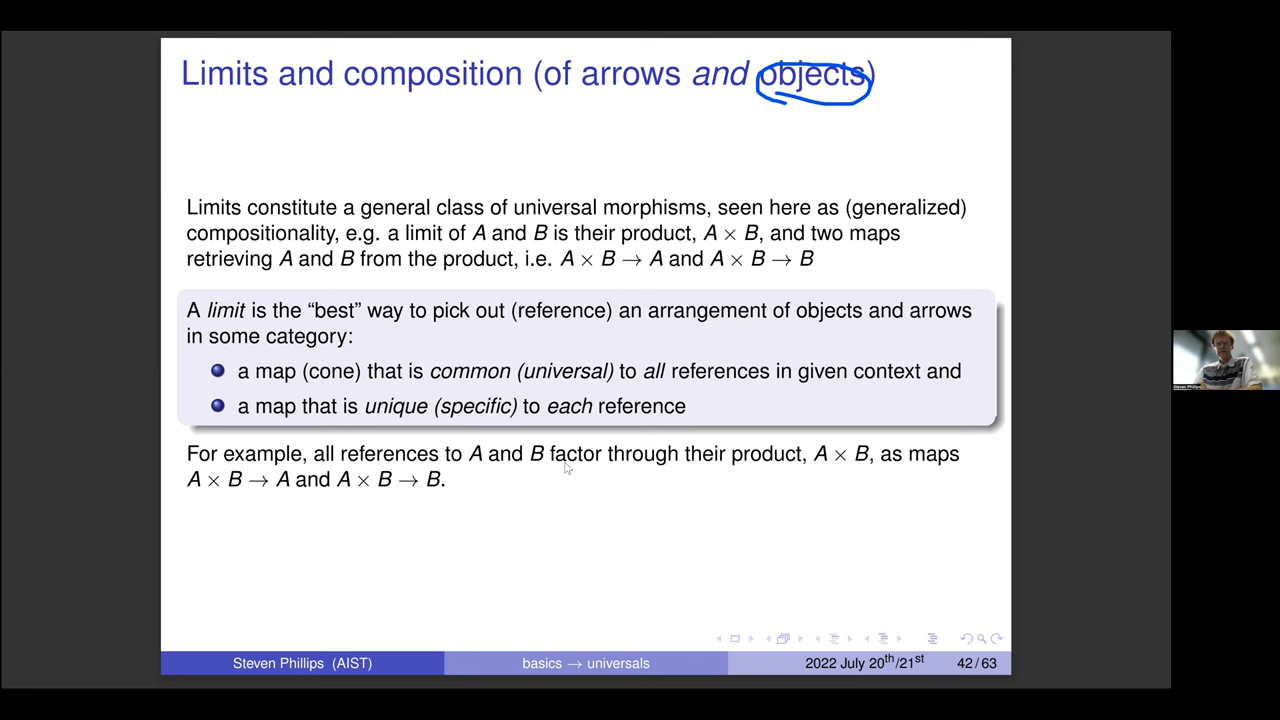 Limits and composition (of arrows and objects)
Limits constitute a general class of universal morphisms, seen here as (generalized)
compositionality, e.g. a limit of A and B is their product, A × B, and two maps
retrieving A and B from the product, i.e. A × B → A and A × B → B
A limit is the “best” way to pick out (reference) an arrangement of objects and arrows
in some category:
a map (cone) that is common (universal) to all references in given context and
a map that is unique (specific) to each reference
For example, all references to A and B factor through their product, A × B, as maps
A × B → A and A × B → B.
Steven Phillips (AIST) basics → universals 2022 July 20th/21st 42 / 63
Steven Phillips